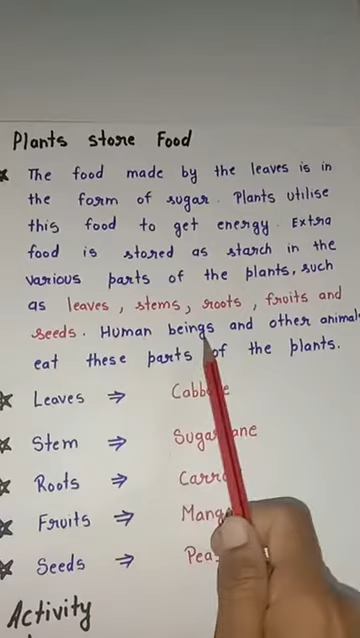 Plants store Food
The food made by the leaves is in
the form of sugar. Plants utilise
this food to get energy. Extra
food is stored as starch in the
various parts of the plants, such
as leaves, stems, roots, fruits and
seeds. Human beings and other animals
eat these parts of the plants.
Leaves ⇒
Stem ⇒
Roots ⇒
Fruits ⇒
Seeds ⇒
Activity